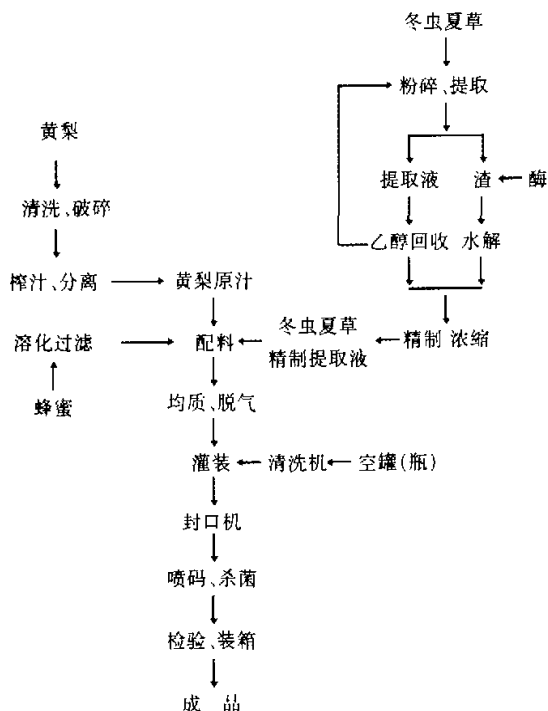 冬虫夏草
粉碎、提取
黄梨
提取液 渣 酶
清洗、破碎
乙醇回收 水解
榨汁、分离 黄梨原汁
冬虫夏草
溶化过滤 配料 精制 浓缩
精制提取液
均质、脱气
蜂蜜
灌装 清洗机 空罐(瓶)
封口机
喷码、杀菌
检验、装箱
成 品